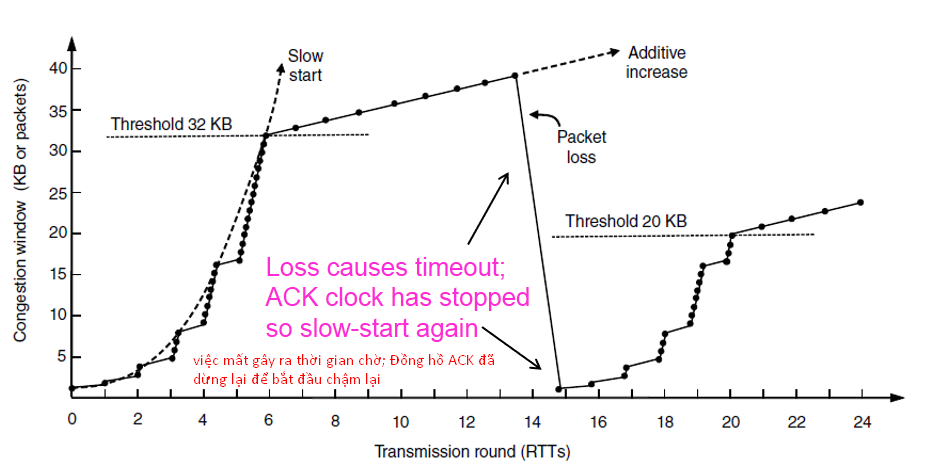 Congestion window (KB or packets)
40
35
30
25
20
15
10
5
Slow
start
Additive
increase
Threshold 32 KB
Packet
loss
Threshold 20 KB
Loss causes timeout;
ACK clock has stopped
so slow-start again
việc mất gây ra thời gian chờ; Đồng hồ ACK đã
dừng lại để bắt đầu chậm lại
0 2 4 6 8 10 12 14 16 18 20 22 24
Transmission round (RTTs)